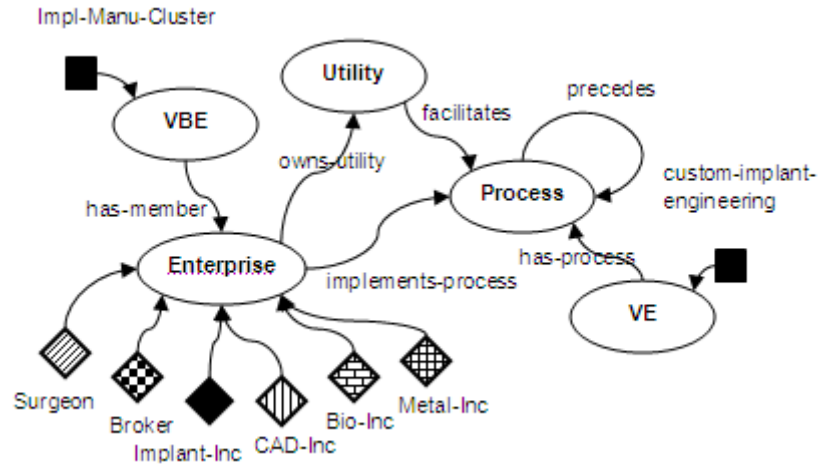 Impl-Manu-Cluster
Utility
precedes
VBE
facilitates
owns-utility
custom-implant-
engineering
Process
has-member
has-process
Enterprise
implements-process
VE
Surgeon
Broker
Implant-Inc
CAD-Inc
Bio-Inc
Metal-Inc